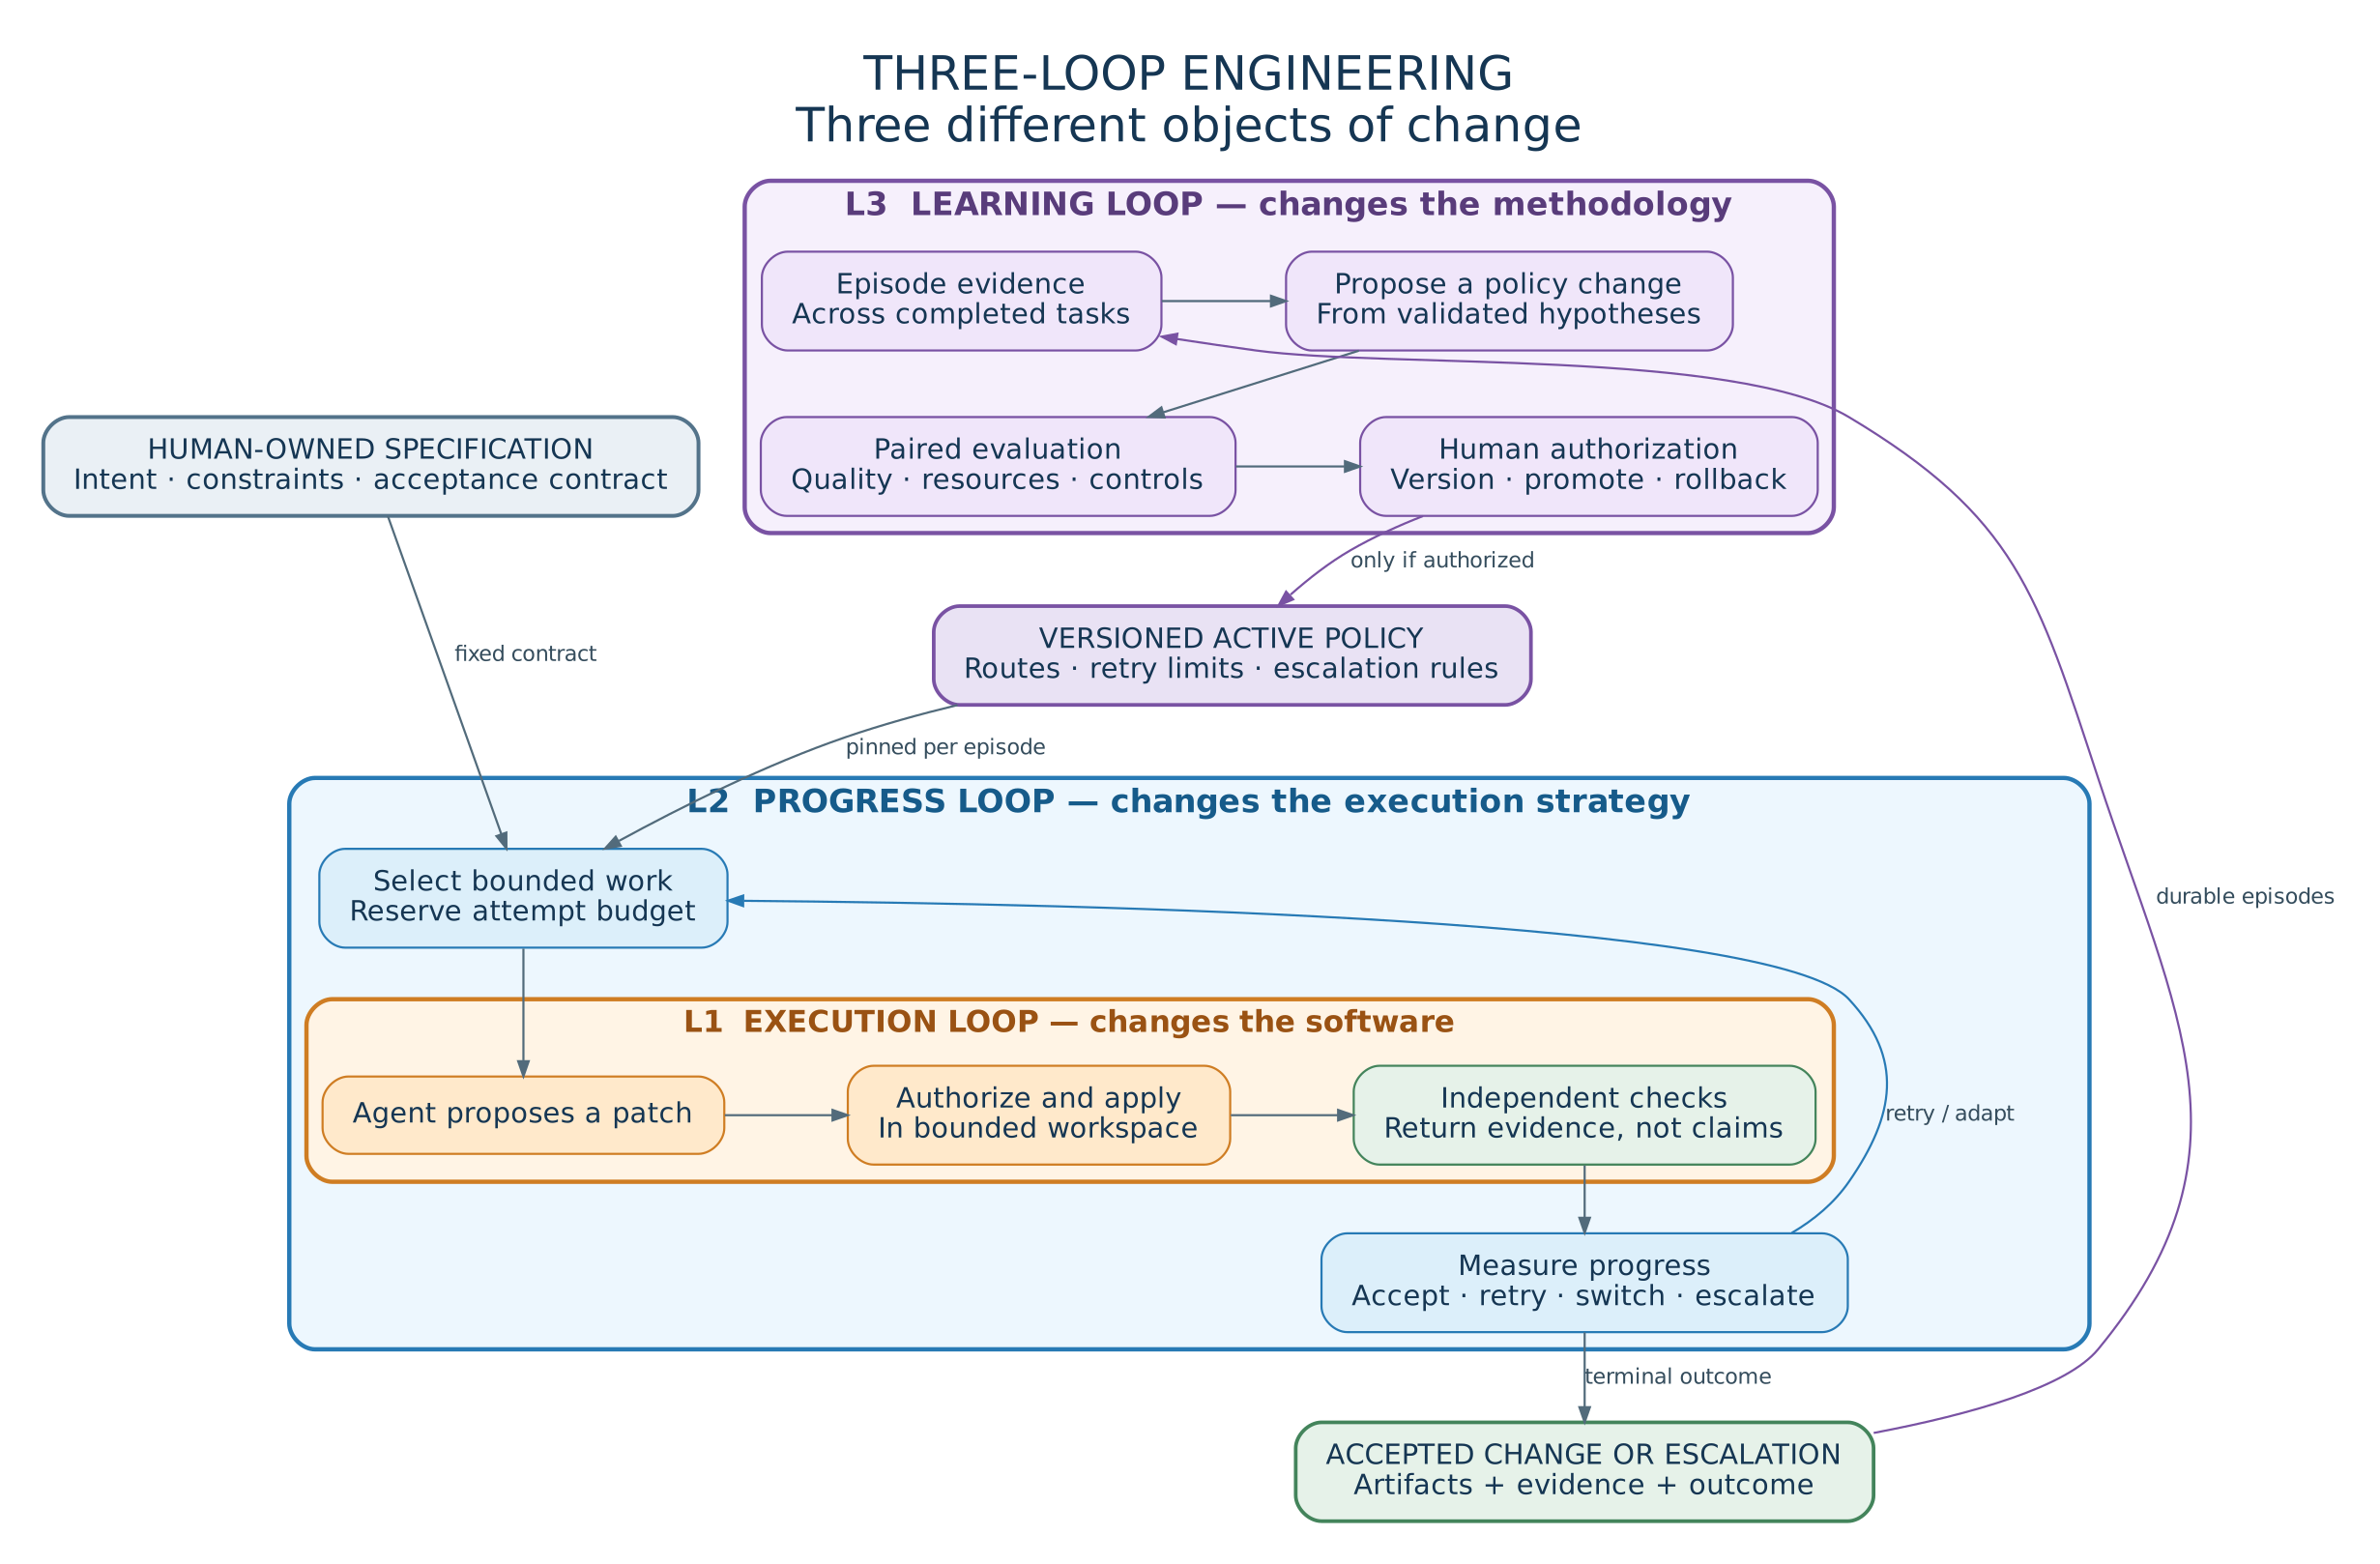 THREE-LOOP ENGINEERING
Three different objects of change
L3 LEARNING LOOP — changes the methodology
Episode evidence
Across completed tasks
Propose a policy change
From validated hypotheses
HUMAN-OWNED SPECIFICATION
Intent · constraints · acceptance contract
Paired evaluation
Quality · resources · controls
Human authorization
Version · promote · rollback
only if authorized
fixed contract
VERSIONED ACTIVE POLICY
Routes · retry limits · escalation rules
pinned per episode
L2 PROGRESS LOOP — changes the execution strategy
Select bounded work
Reserve attempt budget
durable episodes
L1 EXECUTION LOOP — changes the software
Agent proposes a patch
Authorize and apply
In bounded workspace
Independent checks
Return evidence, not claims
retry / adapt
Measure progress
Accept · retry · switch · escalate
terminal outcome
ACCEPTED CHANGE OR ESCALATION
Artifacts + evidence + outcome